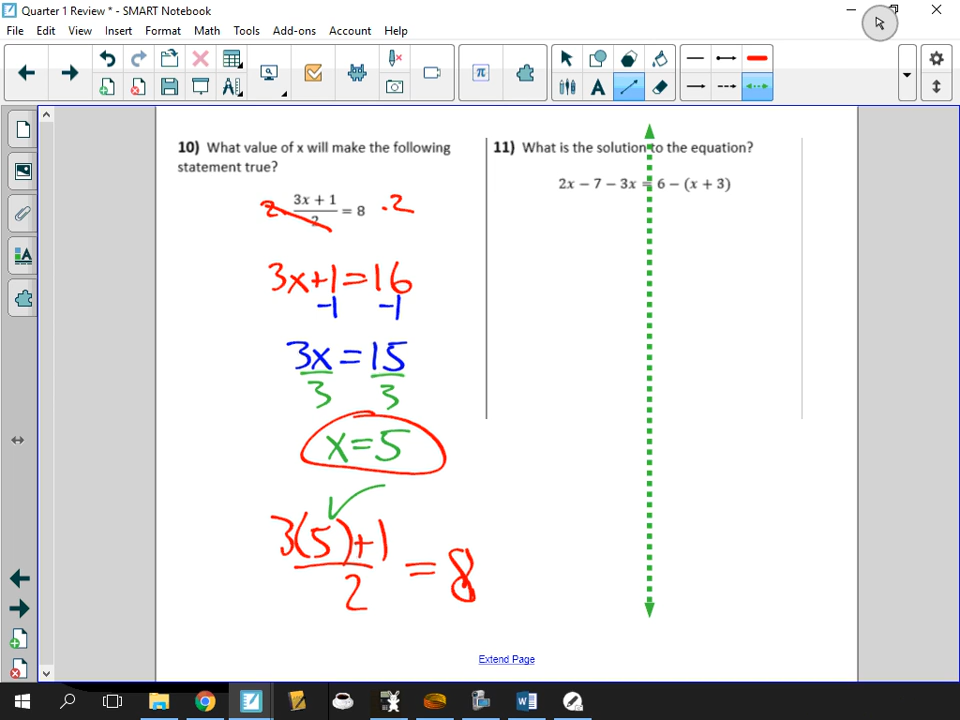 Quarter 1 Review * - SMART Notebook
File Edit View Insert Format Math Tools Add-ons Account Help
π
A
10) What value of x will make the following
statement true?
2· (3x + 1)/2 = 8 ·2
3x+1=16
-1 -1
3x=15
3 3
x=5
3(5)+1
2 = 8
11) What is the solution to the equation?
2x − 7 − 3x = 6 − (x + 3)
Extend Page